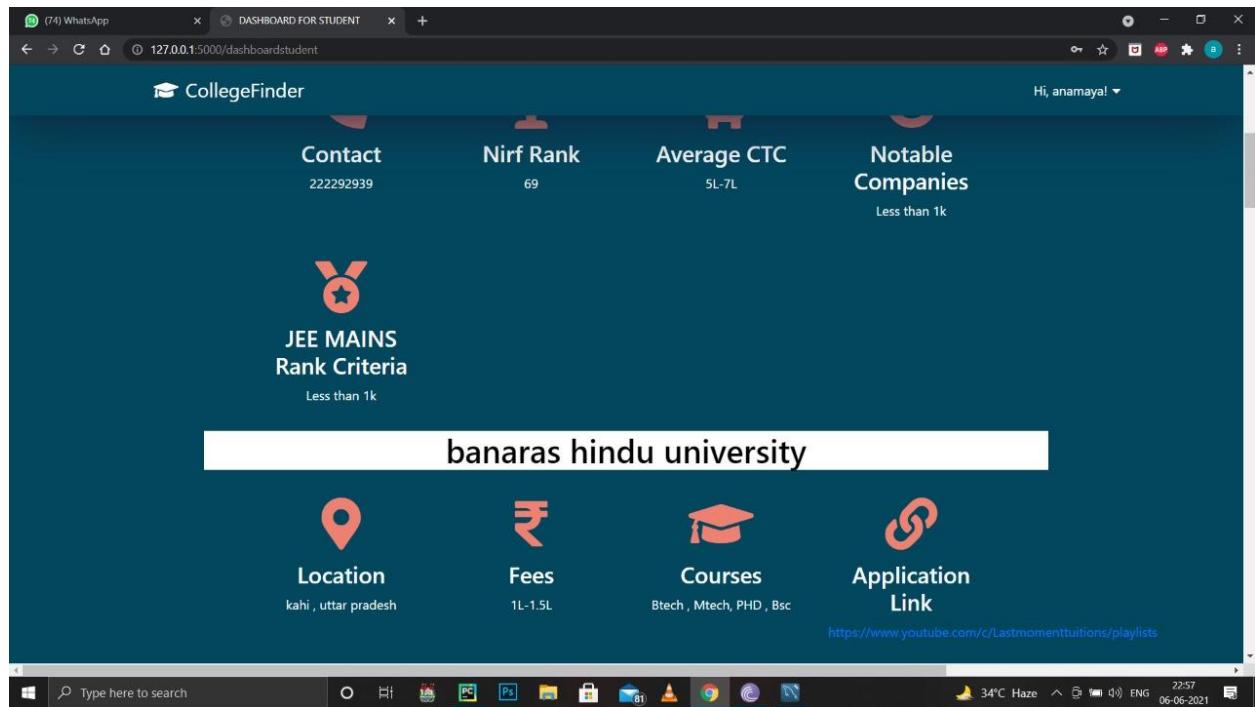 (74) WhatsApp
DASHBOARD FOR STUDENT
127.0.0.1:5000/dashboardstudent
ABP
a
CollegeFinder
Hi, anamaya!
Contact
222292939
Nirf Rank
69
Average CTC
5L-7L
Notable
Companies
Less than 1k
JEE MAINS
Rank Criteria
Less than 1k
banaras hindu university
Location
kahi , uttar pradesh
Fees
1L-1.5L
Courses
Btech , Mtech, PHD , Bsc
Application
Link
https://www.youtube.com/c/Lastmomenttuitions/playlists
Type here to search
PC
Ps
81
34°C Haze
ENG
22:57
06-06-2021